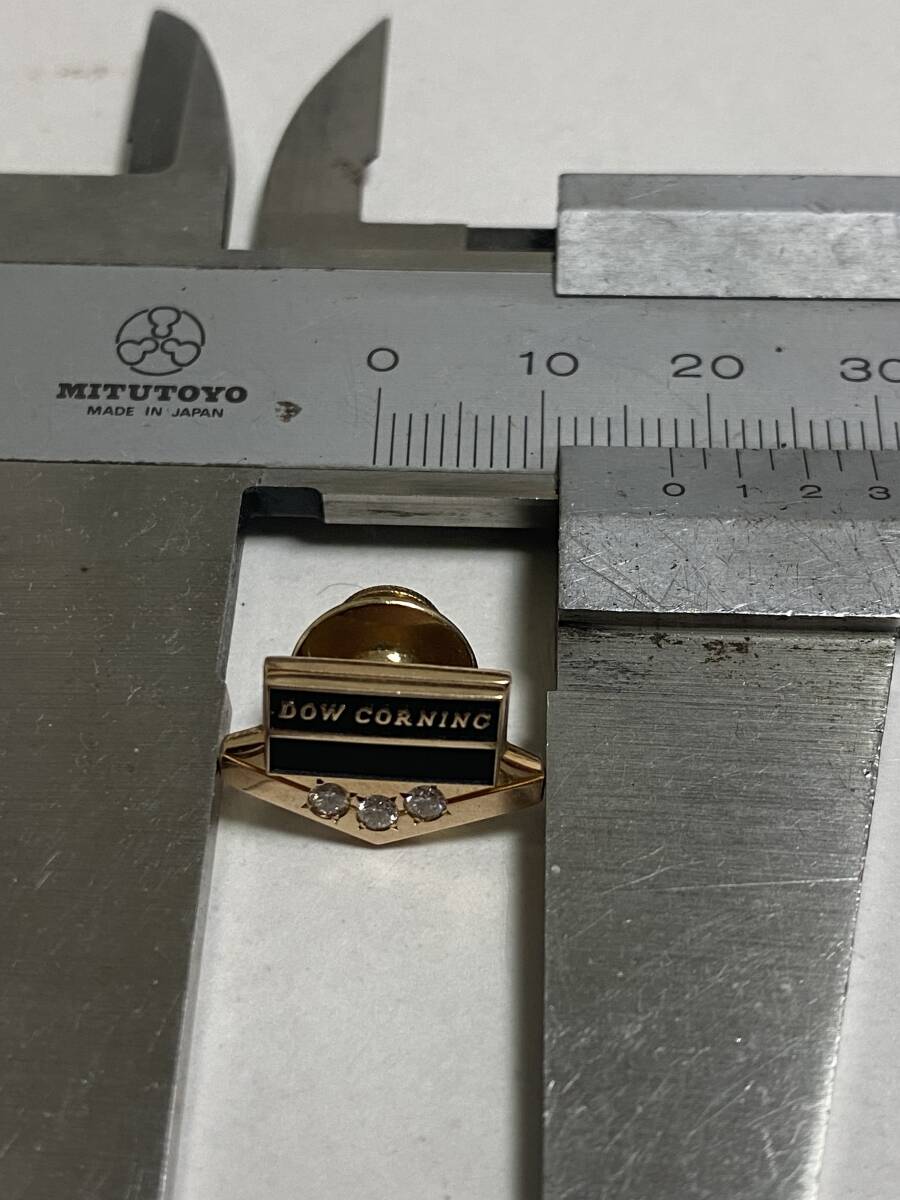 0 10 20 30
MITUTOYO
MADE IN JAPAN
0 1 2 3
DOW CORNING